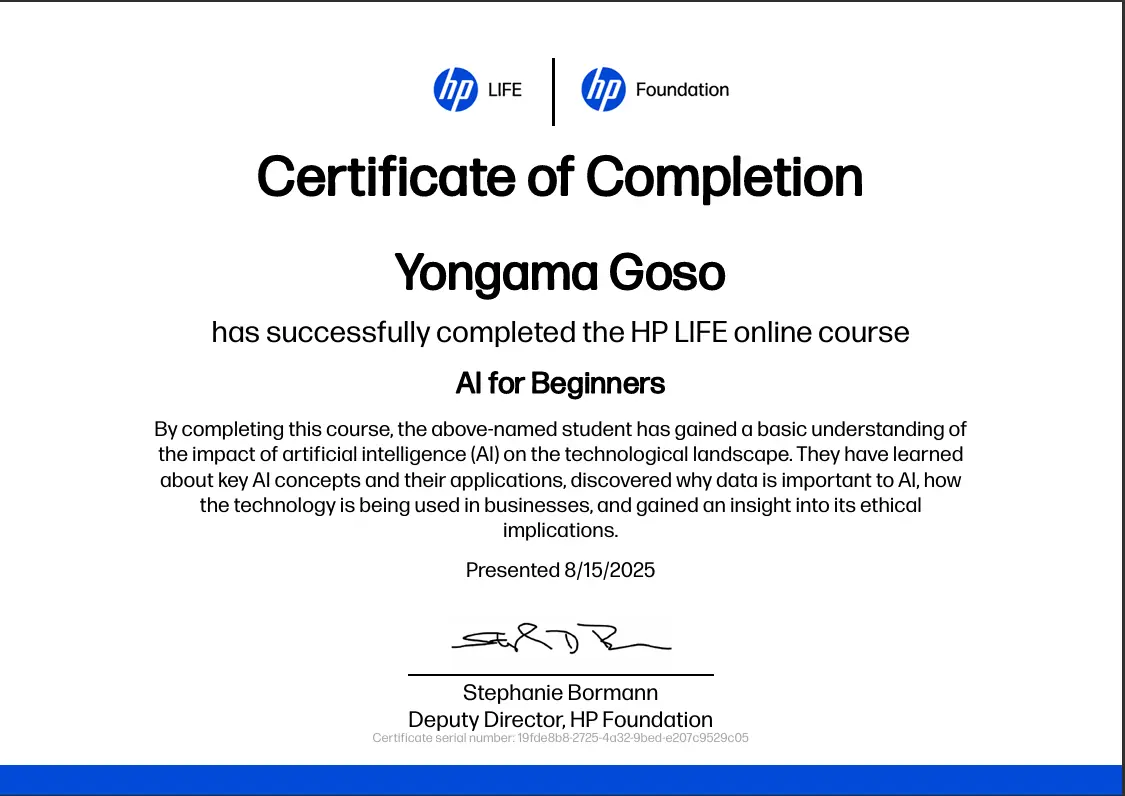 hp LIFE
hp Foundation
Certificate of Completion
Yongama Goso
has successfully completed the HP LIFE online course
AI for Beginners
By completing this course, the above-named student has gained a basic understanding of
the impact of artificial intelligence (AI) on the technological landscape. They have learned
about key AI concepts and their applications, discovered why data is important to AI, how
the technology is being used in businesses, and gained an insight into its ethical
implications.
Presented 8/15/2025
Stephanie Bormann
Deputy Director, HP Foundation
Certificate serial number: 19fde8b8-2725-4a32-9bed-e207c9529c05